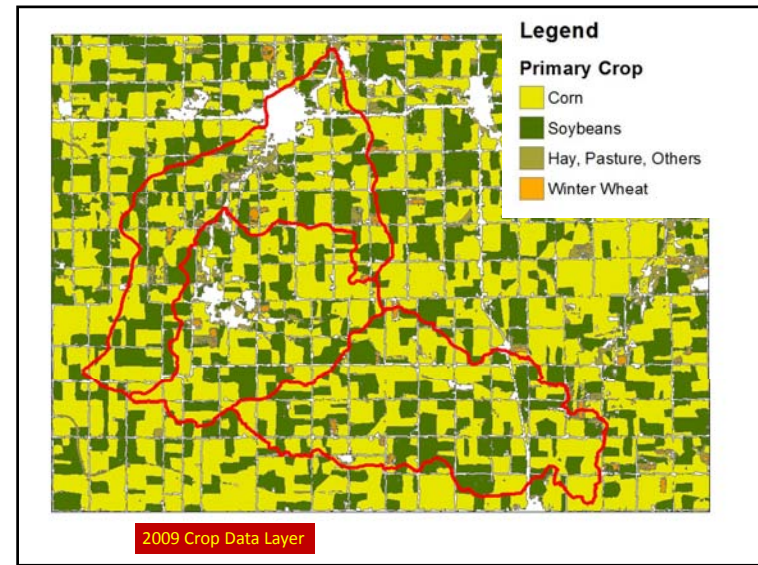 Legend
Primary Crop
Corn
Soybeans
Hay, Pasture, Others
Winter Wheat
2009 Crop Data Layer